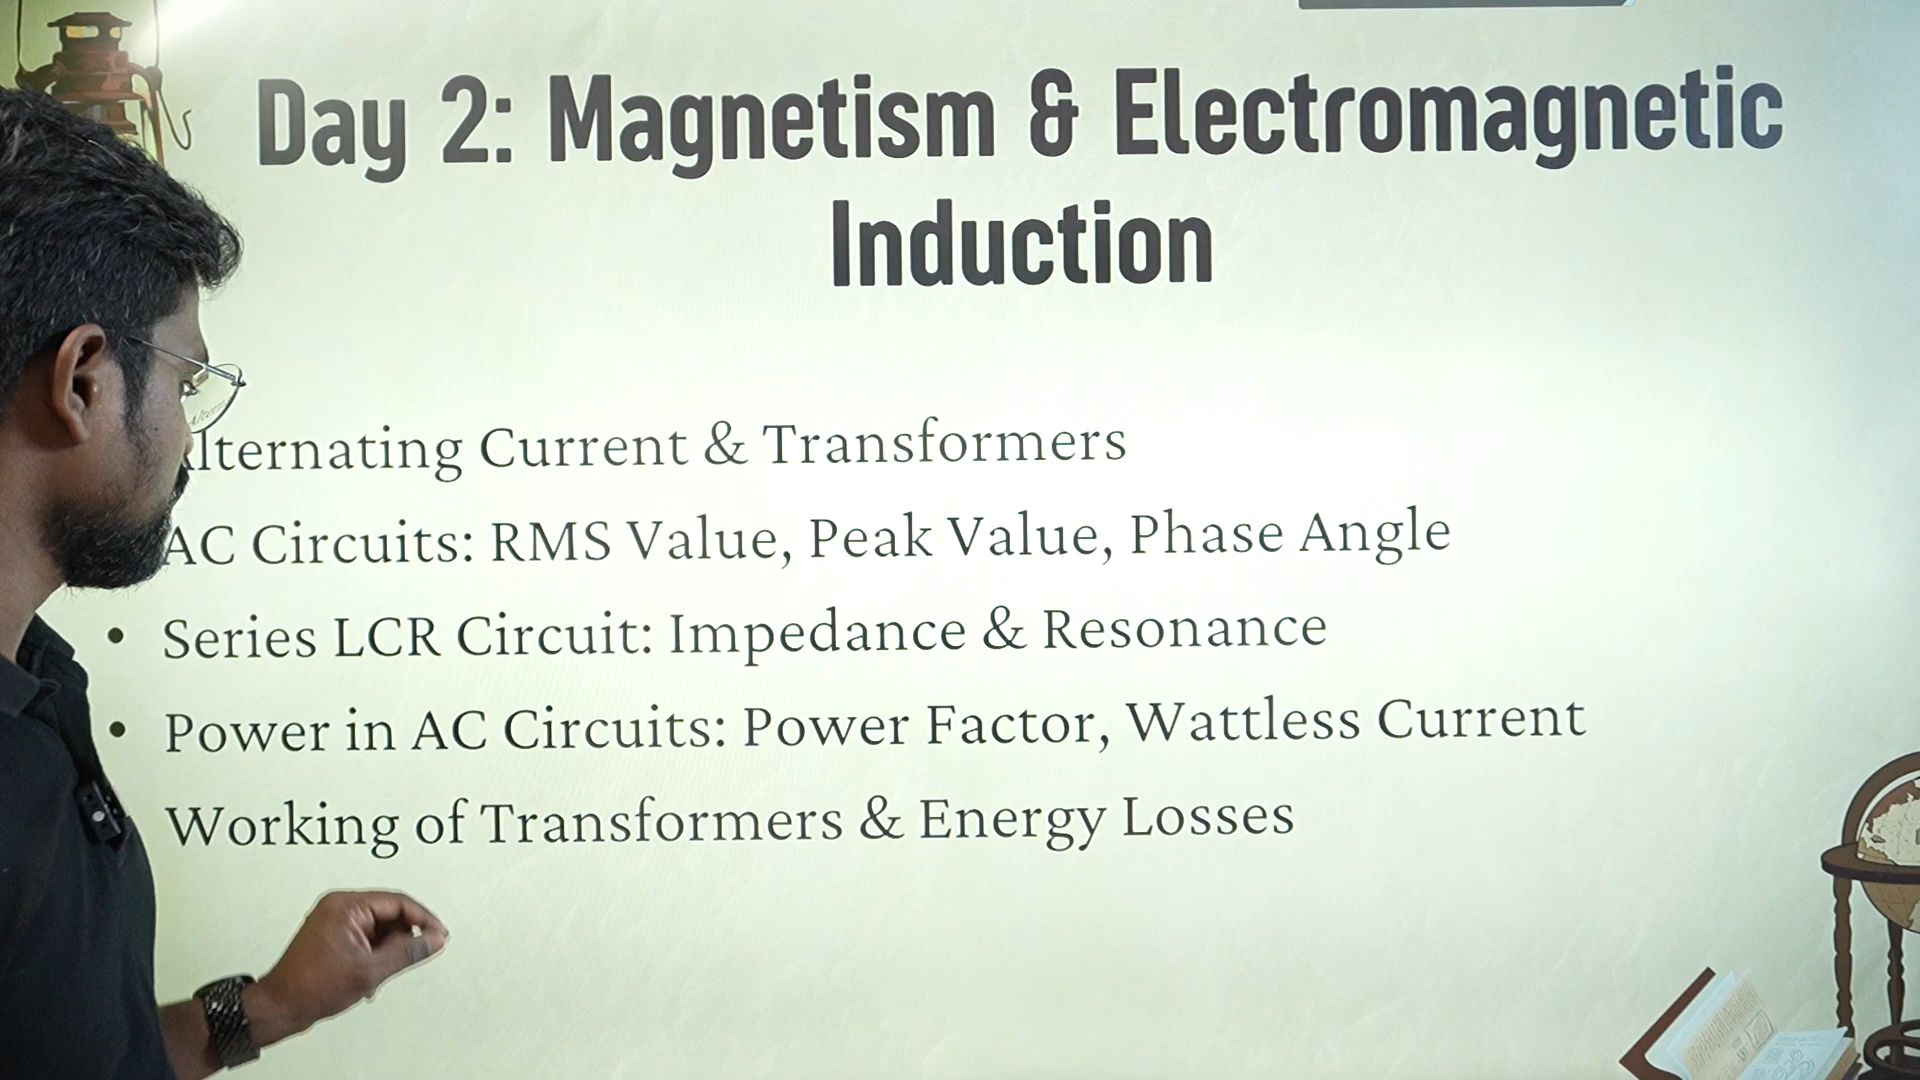 Day 2: Magnetism & Electromagnetic
Induction
Alternating Current & Transformers
AC Circuits: RMS Value, Peak Value, Phase Angle
• Series LCR Circuit: Impedance & Resonance
• Power in AC Circuits: Power Factor, Wattless Current
Working of Transformers & Energy Losses